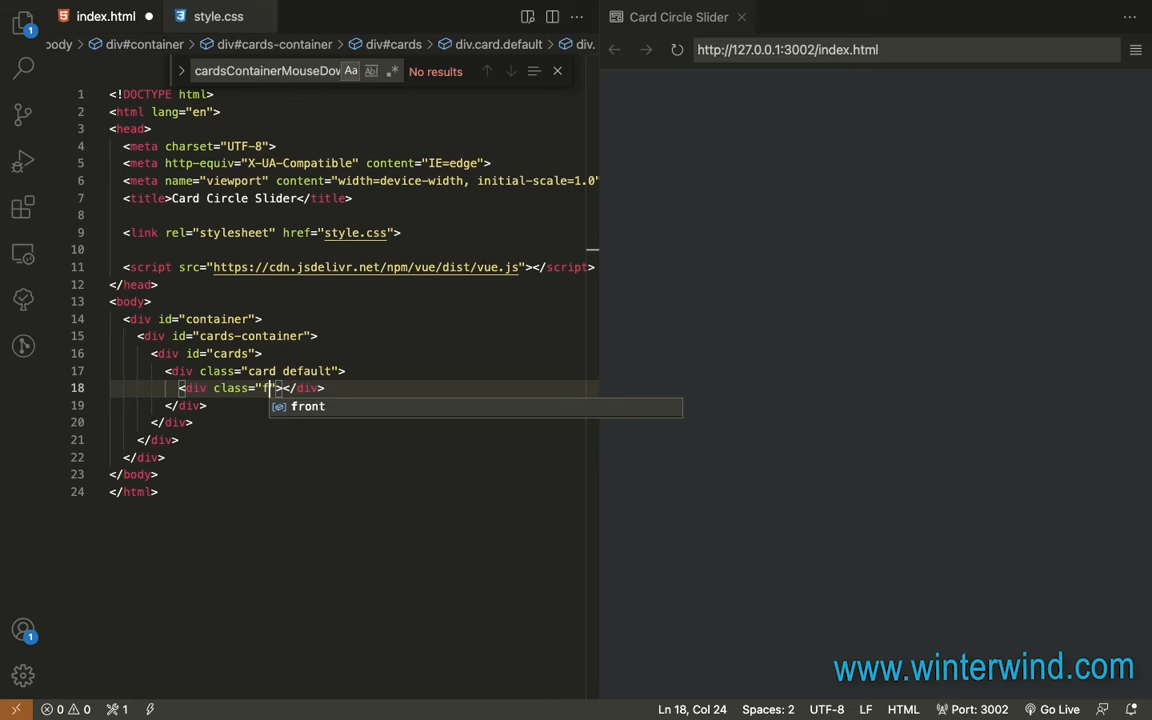 index.html
style.css
Card Circle Slider
body > div#container > div#cards-container > div#cards > div.card.default > div.
http://127.0.0.1:3002/index.html
cardsContainerMouseDov
Aa
Ab
.*
No results
1 <!DOCTYPE html>
2 <html lang="en">
3 <head>
4 <meta charset="UTF-8">
5 <meta http-equiv="X-UA-Compatible" content="IE=edge">
6 <meta name="viewport" content="width=device-width, initial-scale=1.0"
7 <title>Card Circle Slider</title>
8
9 <link rel="stylesheet" href="style.css">
10
11 <script src="https://cdn.jsdelivr.net/npm/vue/dist/vue.js"></script>
12 </head>
13 <body>
14 <div id="container">
15 <div id="cards-container">
16 <div id="cards">
17 <div class="card default">
18 <div class="f"></div>
front
19 </div>
20 </div>
21 </div>
22 </div>
23 </body>
24 </html>
1
1
www.winterwind.com
0 0 1 Ln 18, Col 24 Spaces: 2 UTF-8 LF HTML Port: 3002 Go Live